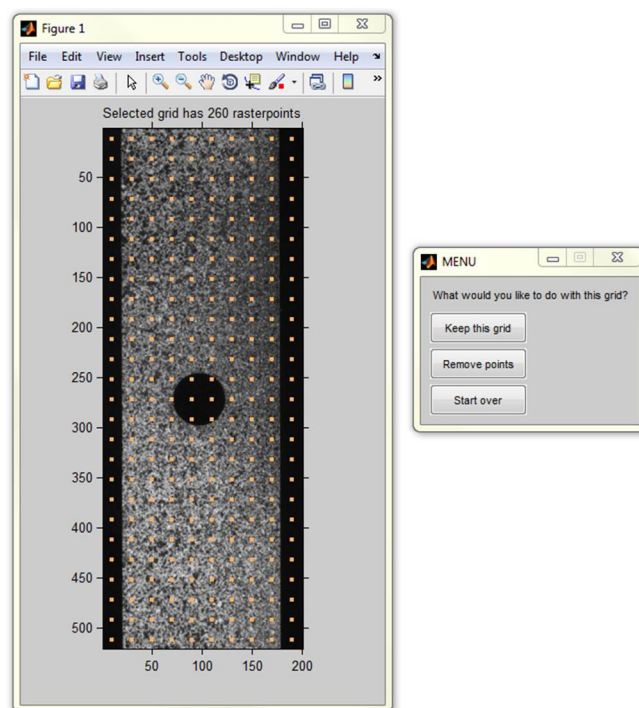 Figure 1
File Edit View Insert Tools Desktop Window Help
Selected grid has 260 rasterpoints
50
100
150
200
250
300
350
400
450
500
50 100 150 200
MENU
What would you like to do with this grid?
Keep this grid
Remove points
Start over